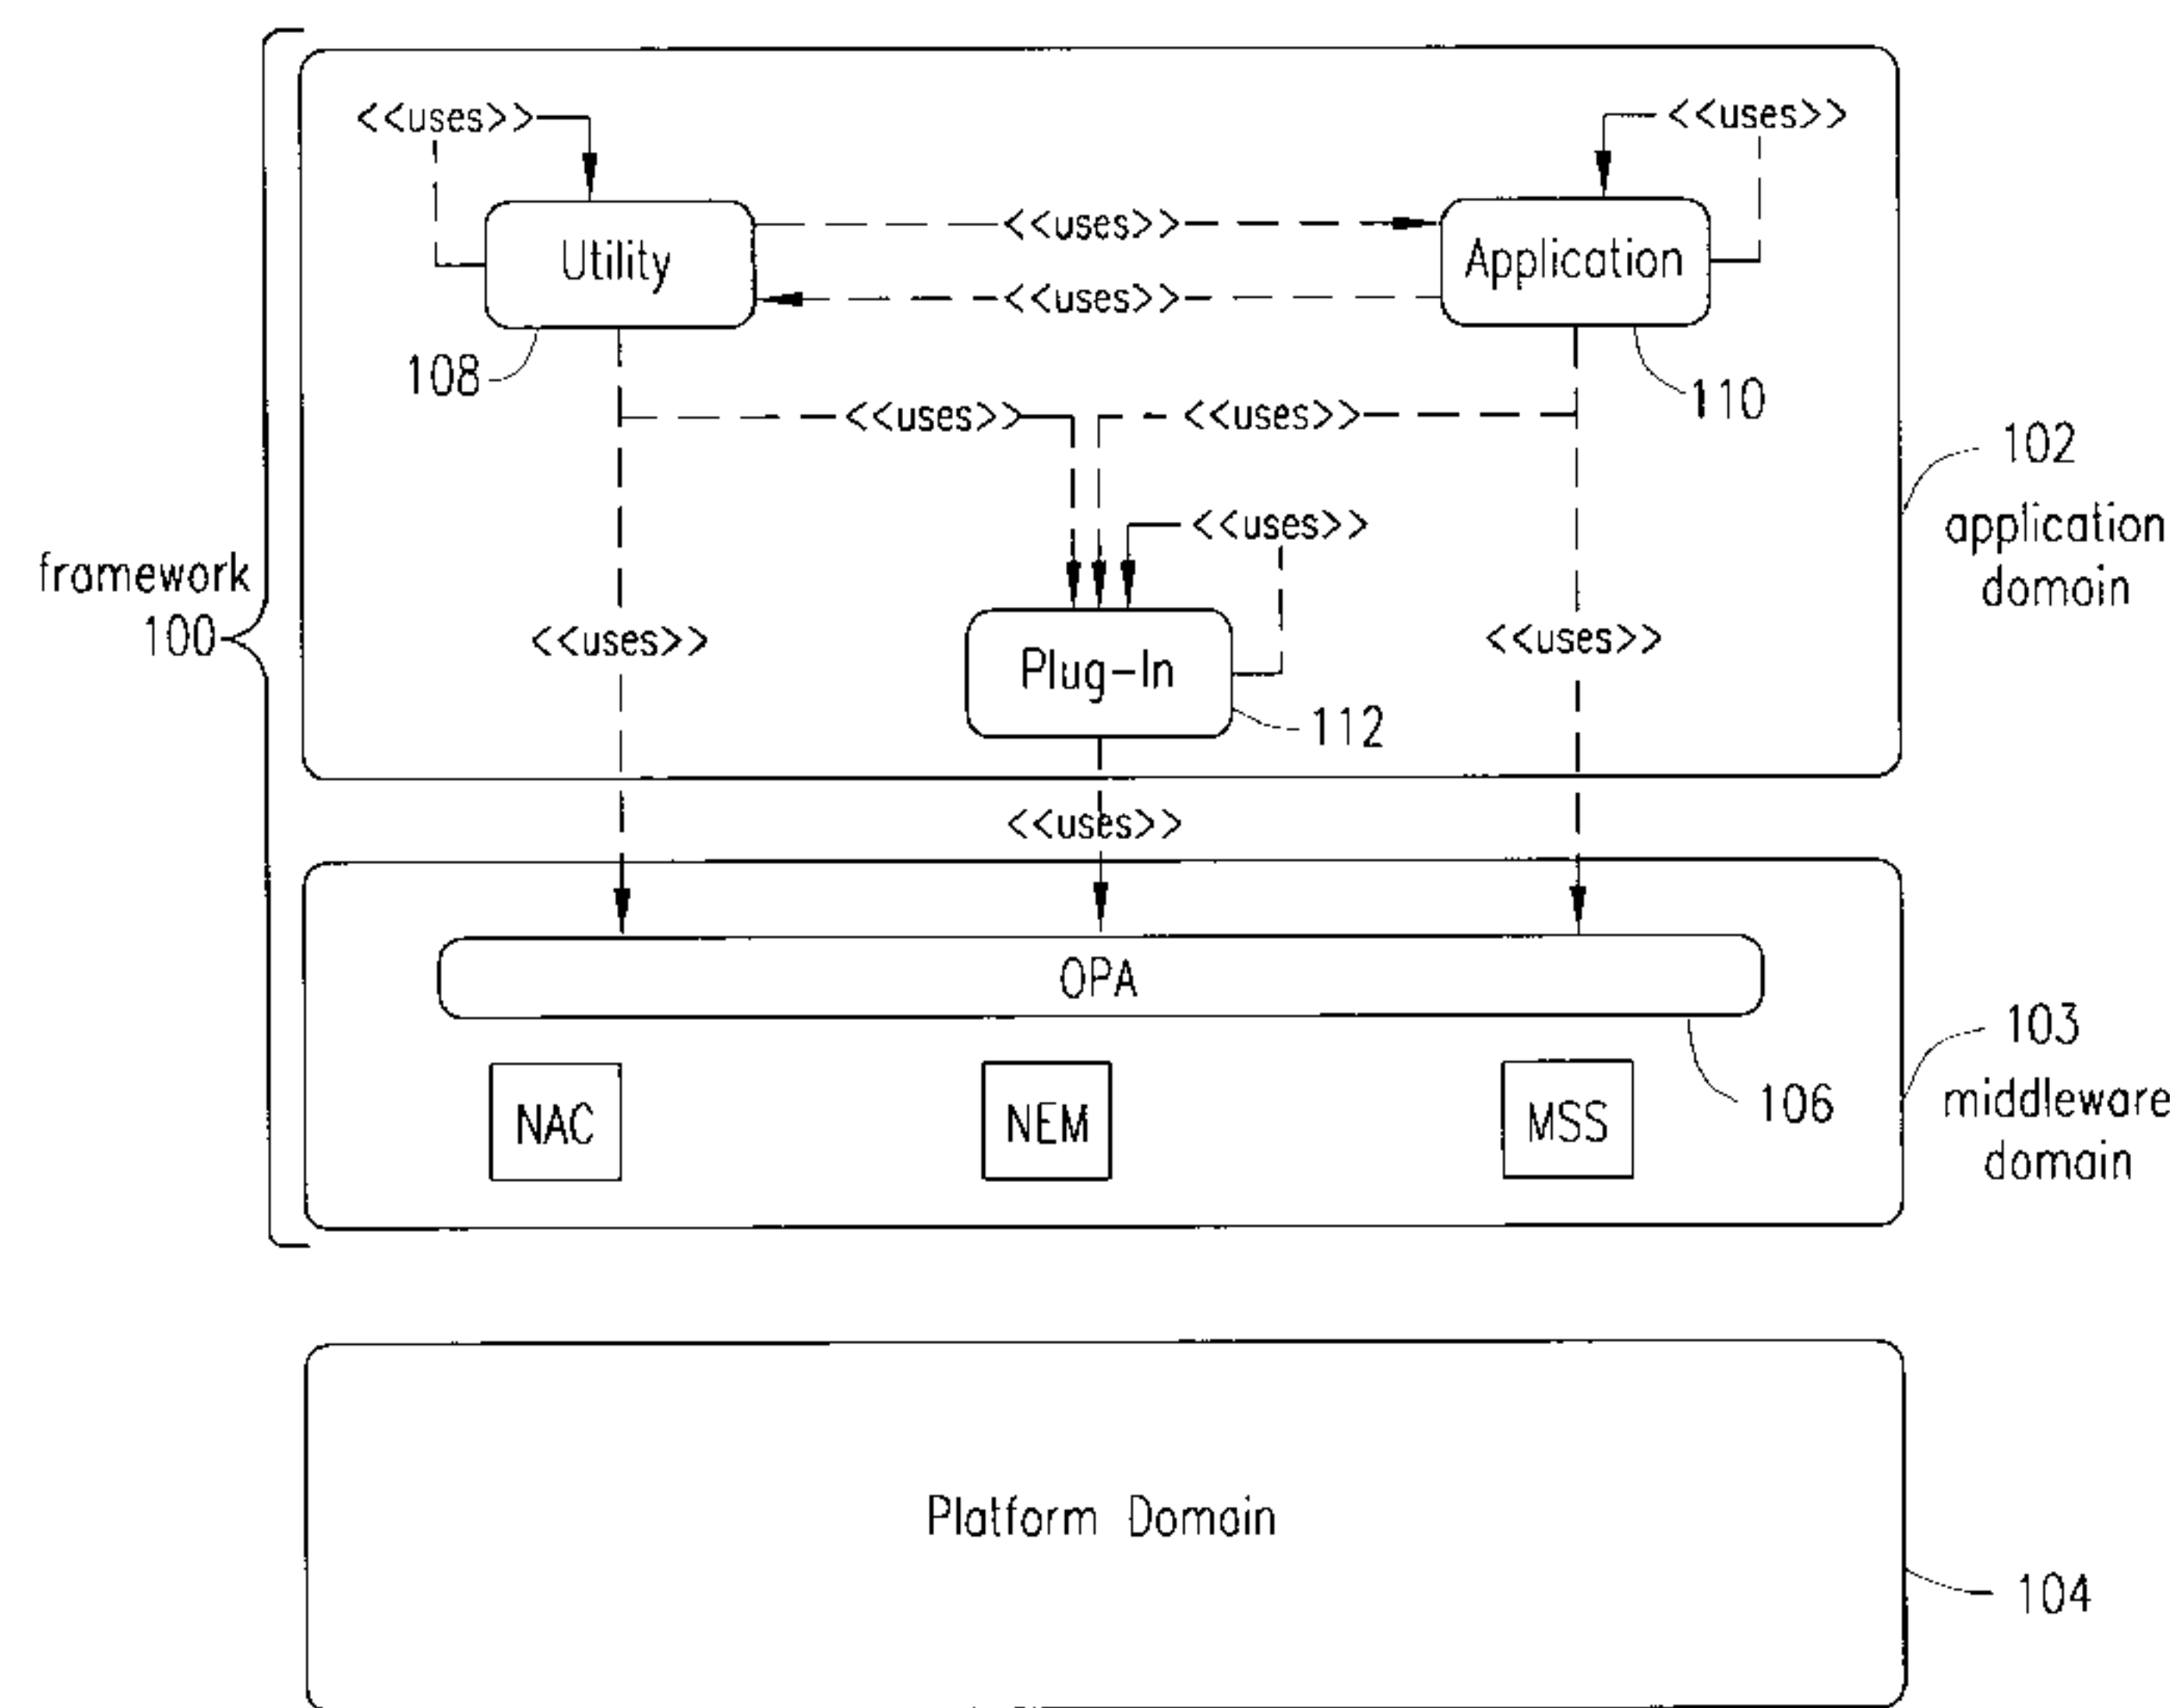 <<uses>>
<<uses>>
<<uses>>
Utility
Application
<<uses>>
108
110
<<uses>>
<<uses>>
102
application
domain
<<uses>>
framework
100
<<uses>>
<<uses>>
Plug-In
112
<<uses>>
OPA
103
middleware
domain
106
NAC
NEM
MSS
Platform Domain
104